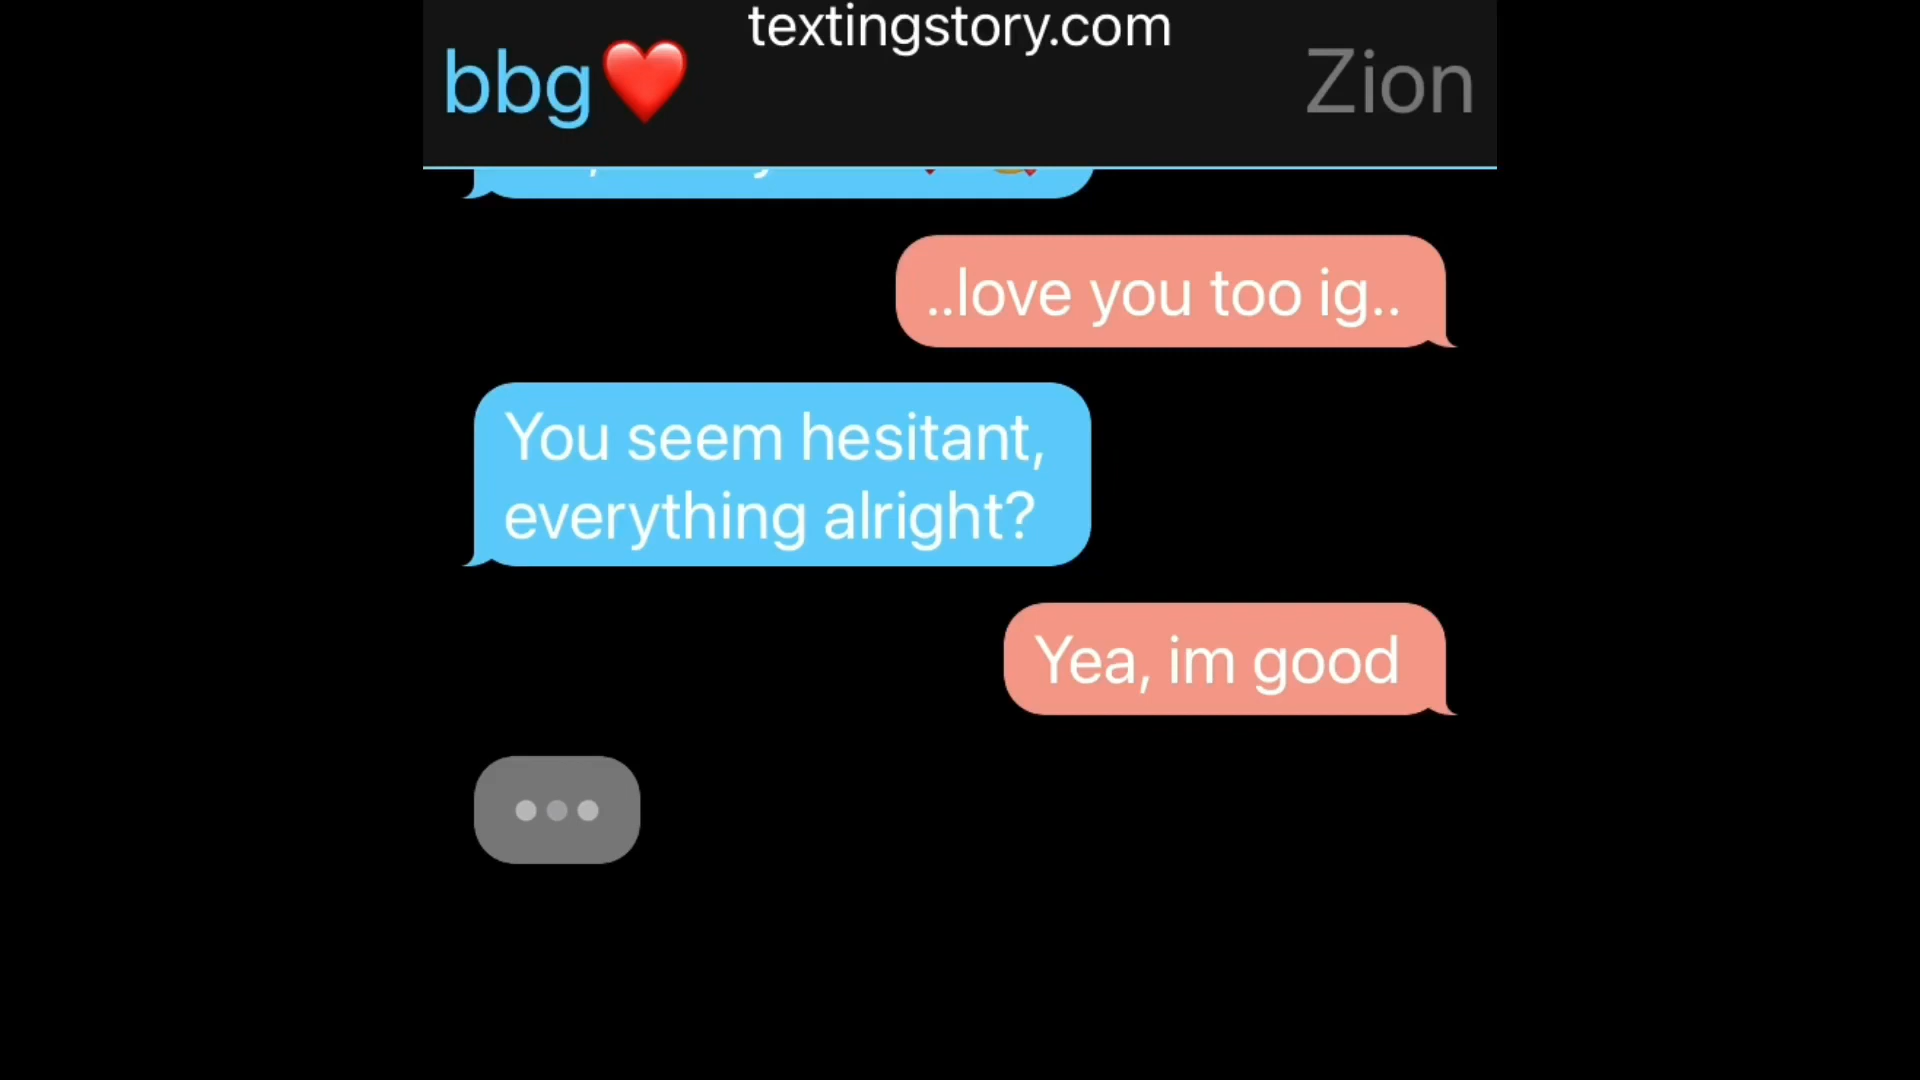 textingstory.com
bbg❤️
Zion
..love you too ig..
You seem hesitant,
everything alright?
Yea, im good